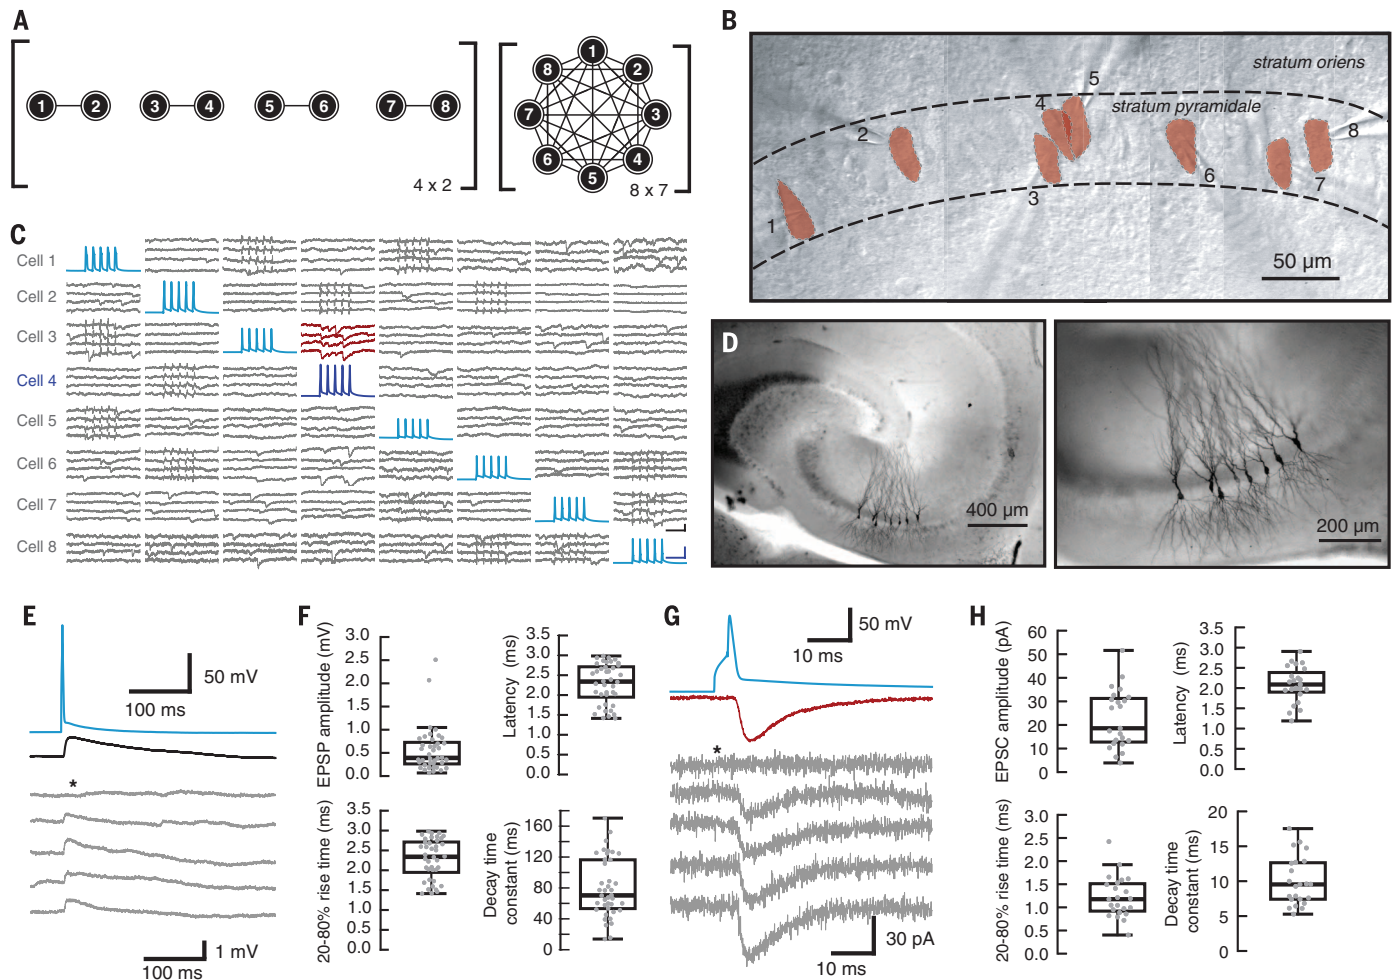 A
1 2 3 4 5 6 7 8
4 x 2
1
2
3
4
5
6
7
8
8 x 7
B
stratum oriens
stratum pyramidale
1
2
3
4
5
6
7
8
50 µm
C
Cell 1
Cell 2
Cell 3
Cell 4
Cell 5
Cell 6
Cell 7
Cell 8
D
400 µm
200 µm
E
50 mV
100 ms
*
1 mV
100 ms
F
EPSP amplitude (mV)
3.0
2.5
2.0
1.5
1.0
0.5
0.0
Latency (ms)
3.5
3.0
2.5
2.0
1.5
1.0
0.5
0.0
20-80% rise time (ms)
3.5
3.0
2.5
2.0
1.5
1.0
0.5
0.0
Decay time
constant (ms)
160
120
80
40
0
G
50 mV
10 ms
*
30 pA
10 ms
H
EPSC amplitude (pA)
60
50
40
30
20
10
0
Latency (ms)
3.5
3.0
2.5
2.0
1.5
1.0
0.5
0.0
20-80% rise time (ms)
3.0
2.5
2.0
1.5
1.0
0.5
0.0
Decay time
constant (ms)
20
15
10
5
0